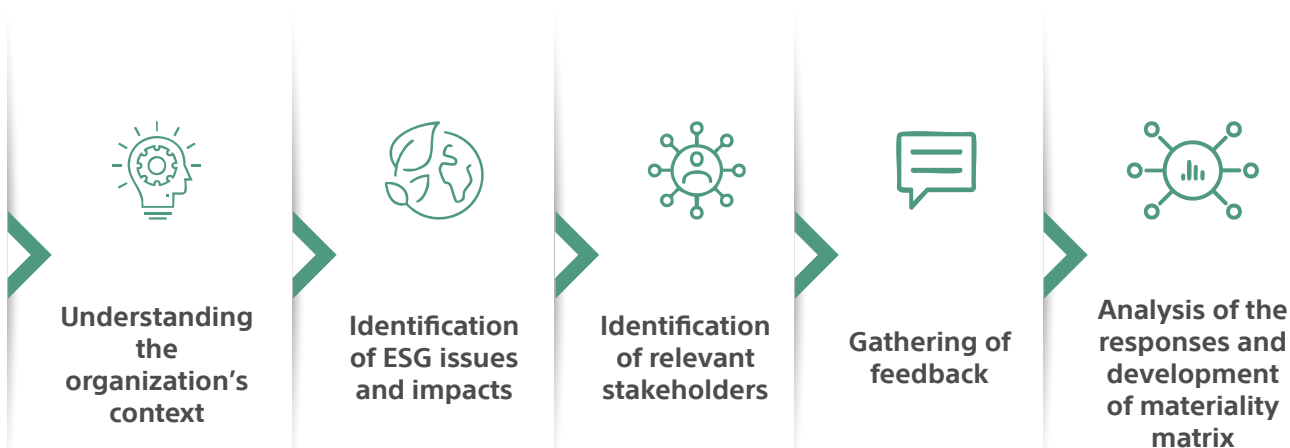 Understanding
the
organization's
context
Identification
of ESG issues
and impacts
Identification
of relevant
stakeholders
Gathering of
feedback
Analysis of the
responses and
development
of materiality
matrix